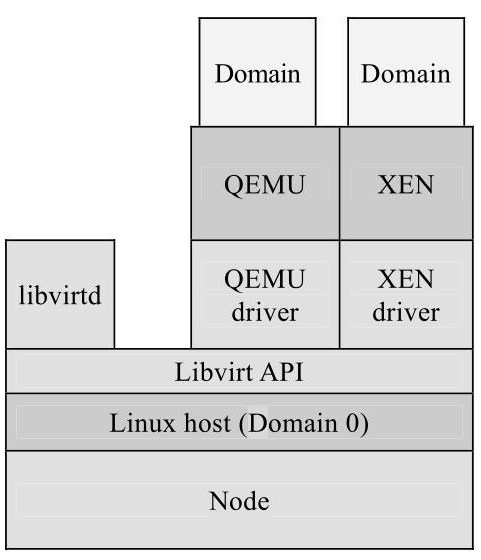 Domain
Domain
QEMU
XEN
libvirtd
QEMU
driver
XEN
driver
Libvirt API
Linux host (Domain 0)
Node